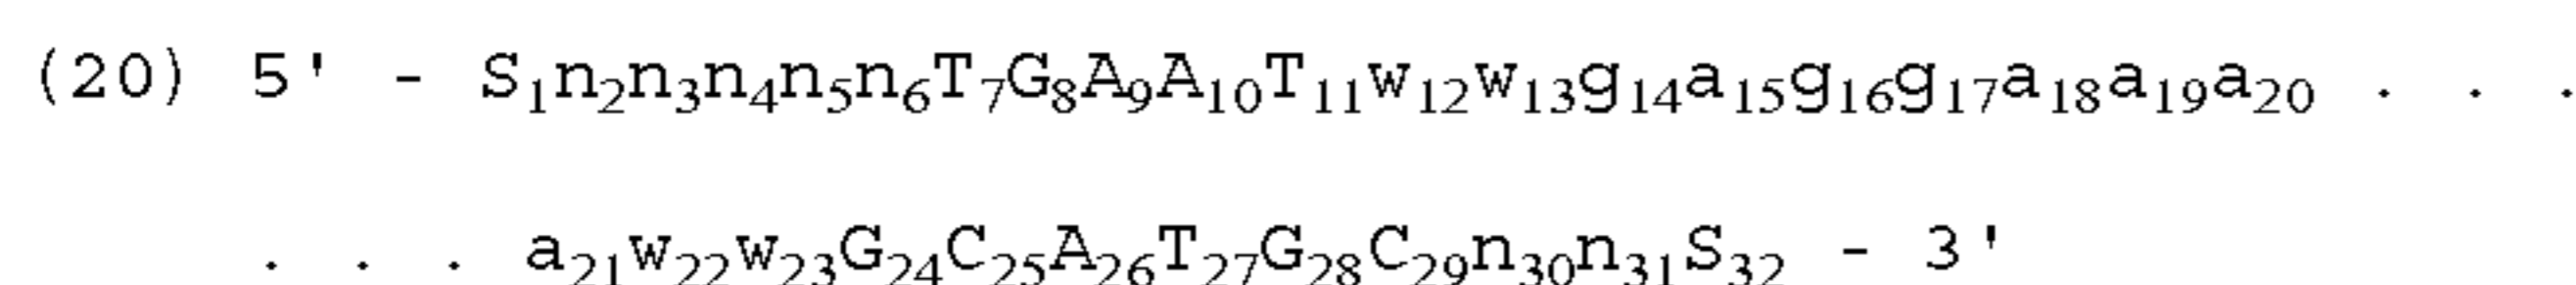 (20) 5' - S₁n₂n₃n₄n₅n₆T₇G₈A₉A₁₀T₁₁w₁₂w₁₃g₁₄a₁₅g₁₆g₁₇a₁₈a₁₉a₂₀ . . .
. . . a₂₁w₂₂w₂₃G₂₄C₂₅A₂₆T₂₇G₂₈C₂₉n₃₀n₃₁S₃₂ - 3'